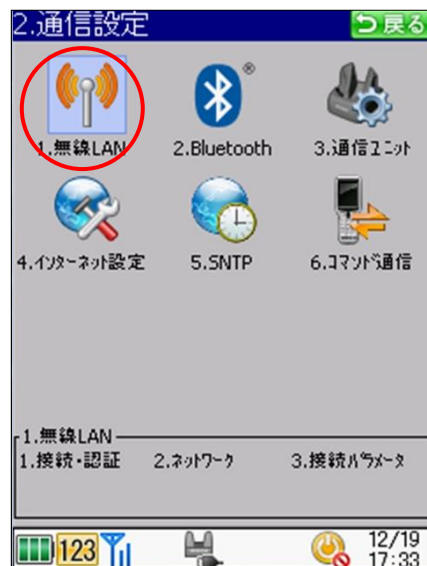 2.通信設定 戻る
1.無線LAN 2.Bluetooth® 3.通信ﾕﾆｯﾄ
4.ｲﾝﾀｰﾈｯﾄ設定 5.SNTP 6.ｺﾏﾝﾄﾞ通信
1.無線LAN
1.接続・認証 2.ﾈｯﾄﾜｰｸ 3.接続ﾊﾟﾗﾒｰﾀ
123 12/19
17:33